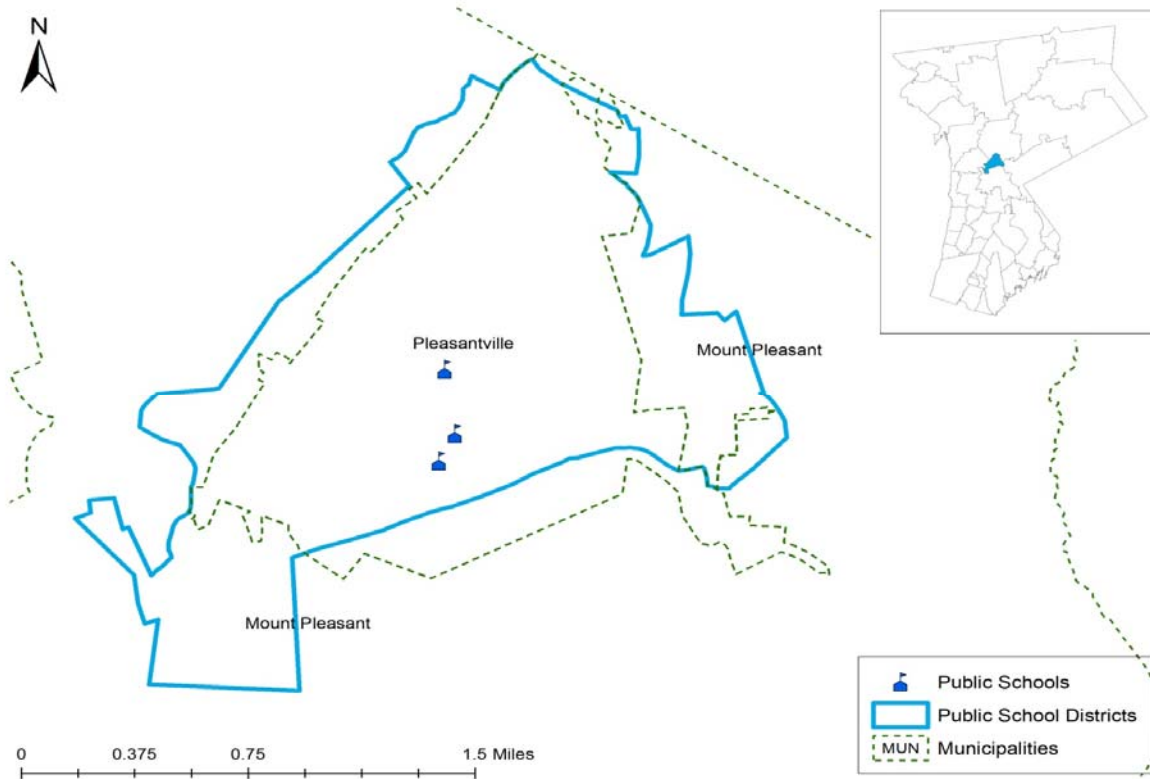 N
Pleasantville
Mount Pleasant
Mount Pleasant
Public Schools
Public School Districts
MUN Municipalities
0 0.375 0.75 1.5 Miles